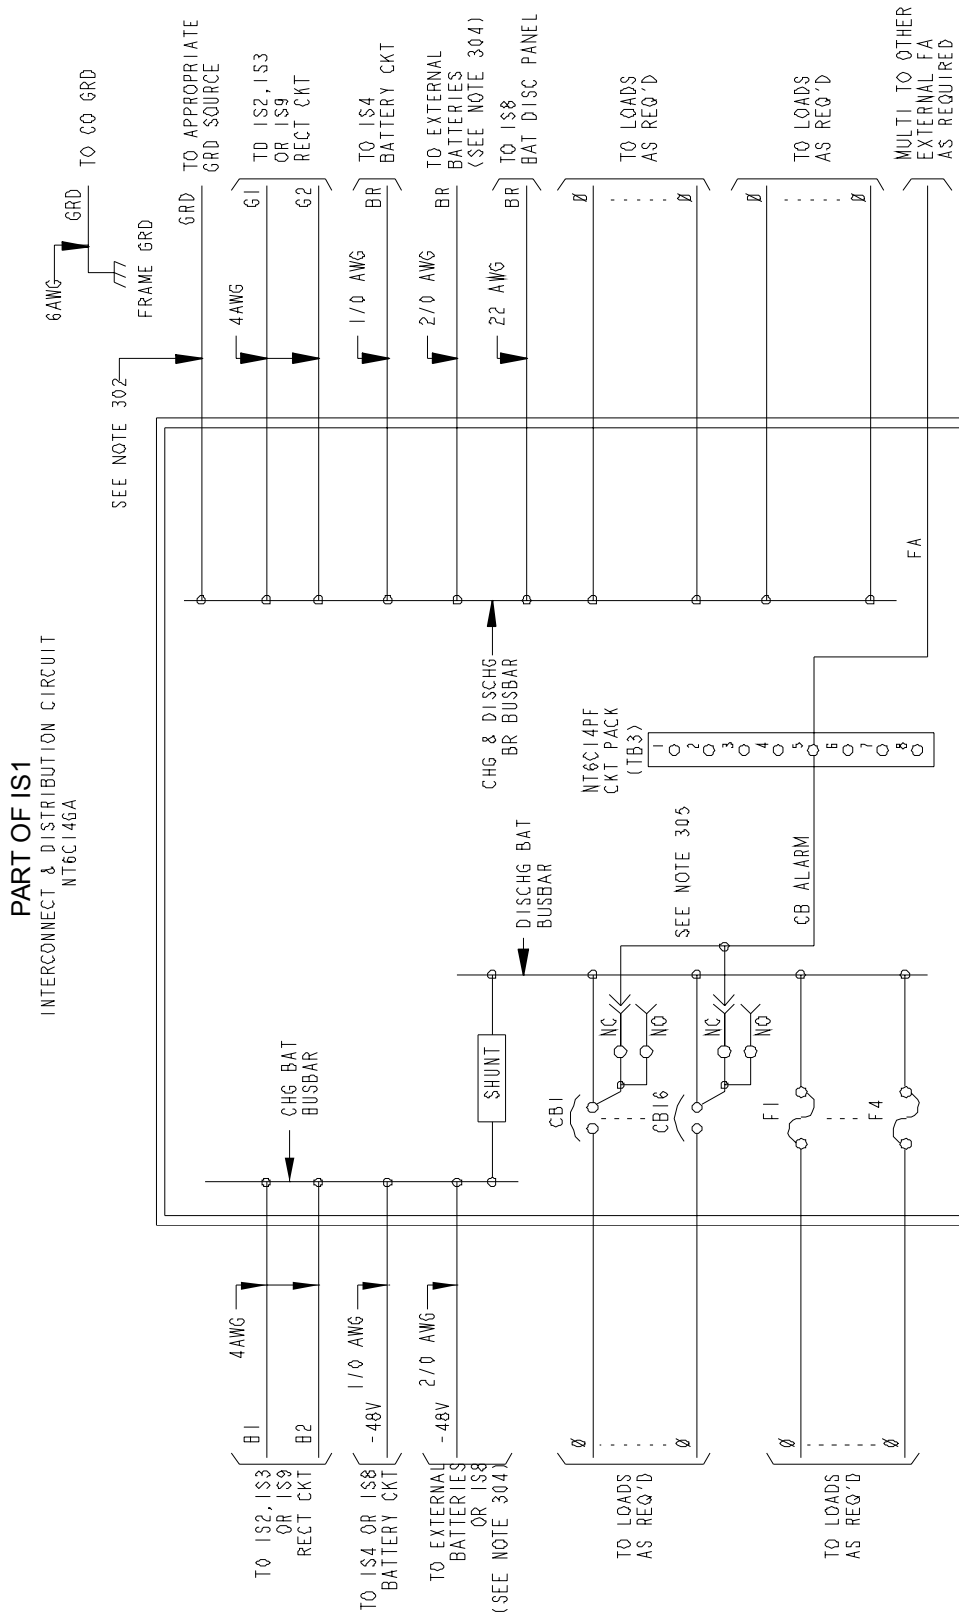 PART OF IS1
INTERCONNECT & DISTRIBUTION CIRCUIT
NT6C14GA
6AWG
GRD
TO CO GRD
FRAME GRD
SEE NOTE 302
GRD
TO APPROPRIATE
GRD SOURCE
4AWG
G1
G2
TO IS2,IS3
OR IS9
RECT CKT
1/0 AWG
BR
TO IS4
BATTERY CKT
2/0 AWG
BR
TO EXTERNAL
BATTERIES
(SEE NOTE 304)
22 AWG
BR
TO IS8
BAT DISC PANEL
Ø
Ø
TO LOADS
AS REQ'D
Ø
Ø
TO LOADS
AS REQ'D
FA
MULTI TO OTHER
EXTERNAL FA
AS REQUIRED
CHG & DISCHG
BR BUSBAR
NT6C14PF
CKT PACK
(TB3)
1
2
3
4
5
6
7
8
CHG BAT
BUSBAR
DISCHG BAT
BUSBAR
SHUNT
SEE NOTE 305
CB ALARM
CB1
NC
NO
CB16
NC
NO
F1
F4
4AWG
B1
B2
TO IS2,IS3
OR IS9
RECT CKT
1/0 AWG
-48V
TO IS4 OR IS8
BATTERY CKT
2/0 AWG
-48V
TO EXTERNAL
BATTERIES
OR IS8
(SEE NOTE 304)
Ø
Ø
TO LOADS
AS REQ'D
Ø
Ø
TO LOADS
AS REQ'D